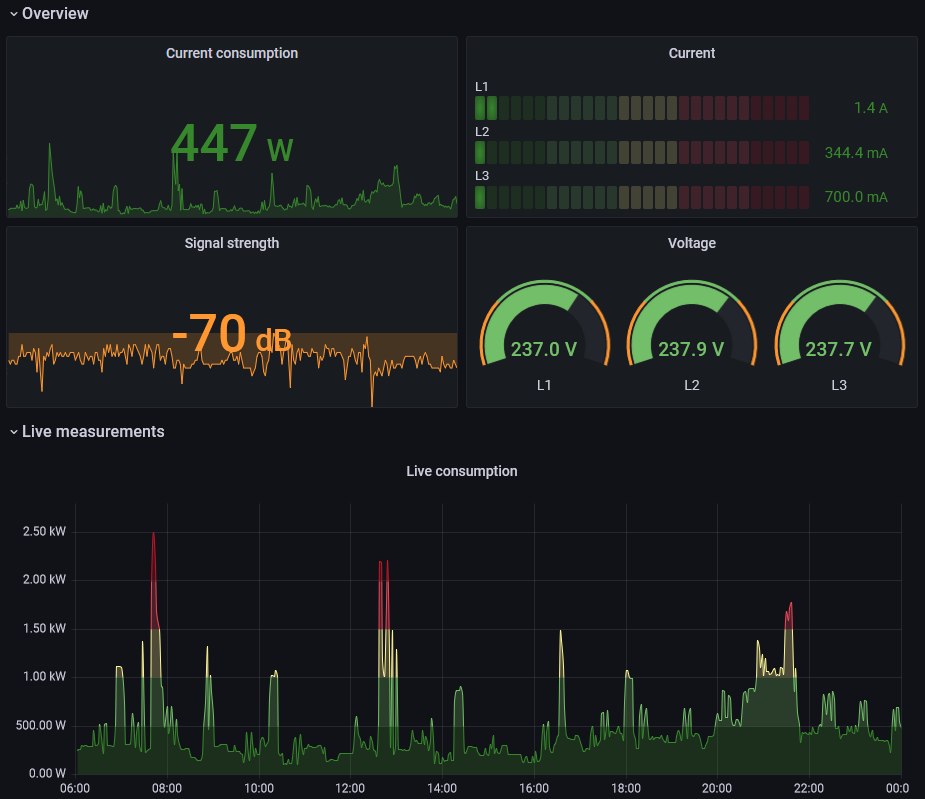 Overview
Current consumption
447 W
Current
L1
1.4 A
L2
344.4 mA
L3
700.0 mA
Signal strength
-70 dB
Voltage
237.0 V
237.9 V
237.7 V
L1
L2
L3
Live measurements
Live consumption
2.50 kW
2.00 kW
1.50 kW
1.00 kW
500.00 W
0.00 W
06:00
08:00
10:00
12:00
14:00
16:00
18:00
20:00
22:00
00:0